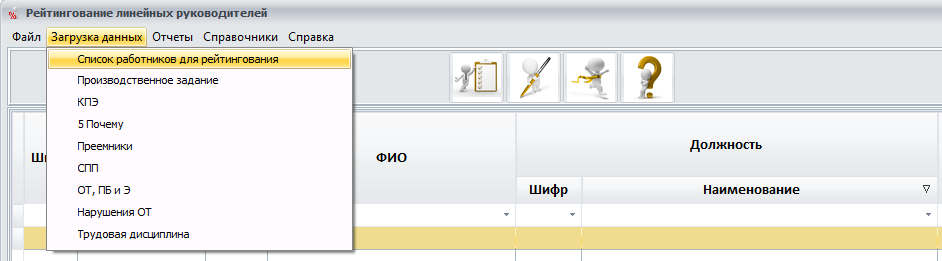 Рейтингование линейных руководителей
Файл Загрузка данных Отчеты Справочники Справка
Список работников для рейтингования
Производственное задание
КПЭ
5 Почему
Преемники
СПП
ОТ, ПБ и Э
Нарушения ОТ
Трудовая дисциплина
ФИО
Должность
Шифр
Наименование